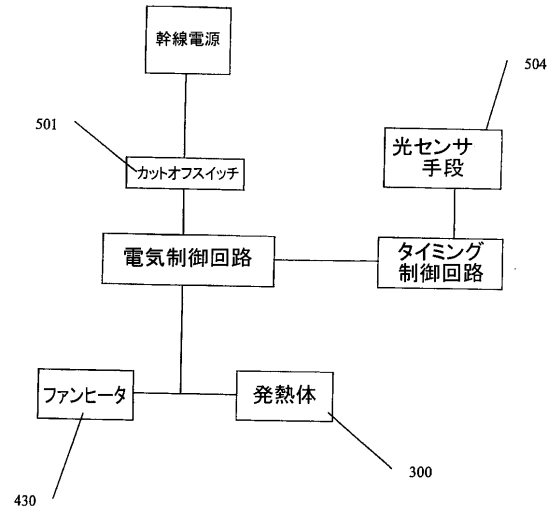 幹線電源
504
501
カットオフスイッチ
光センサ
手段
電気制御回路
タイミング
制御回路
ファンヒータ
発熱体
300
430